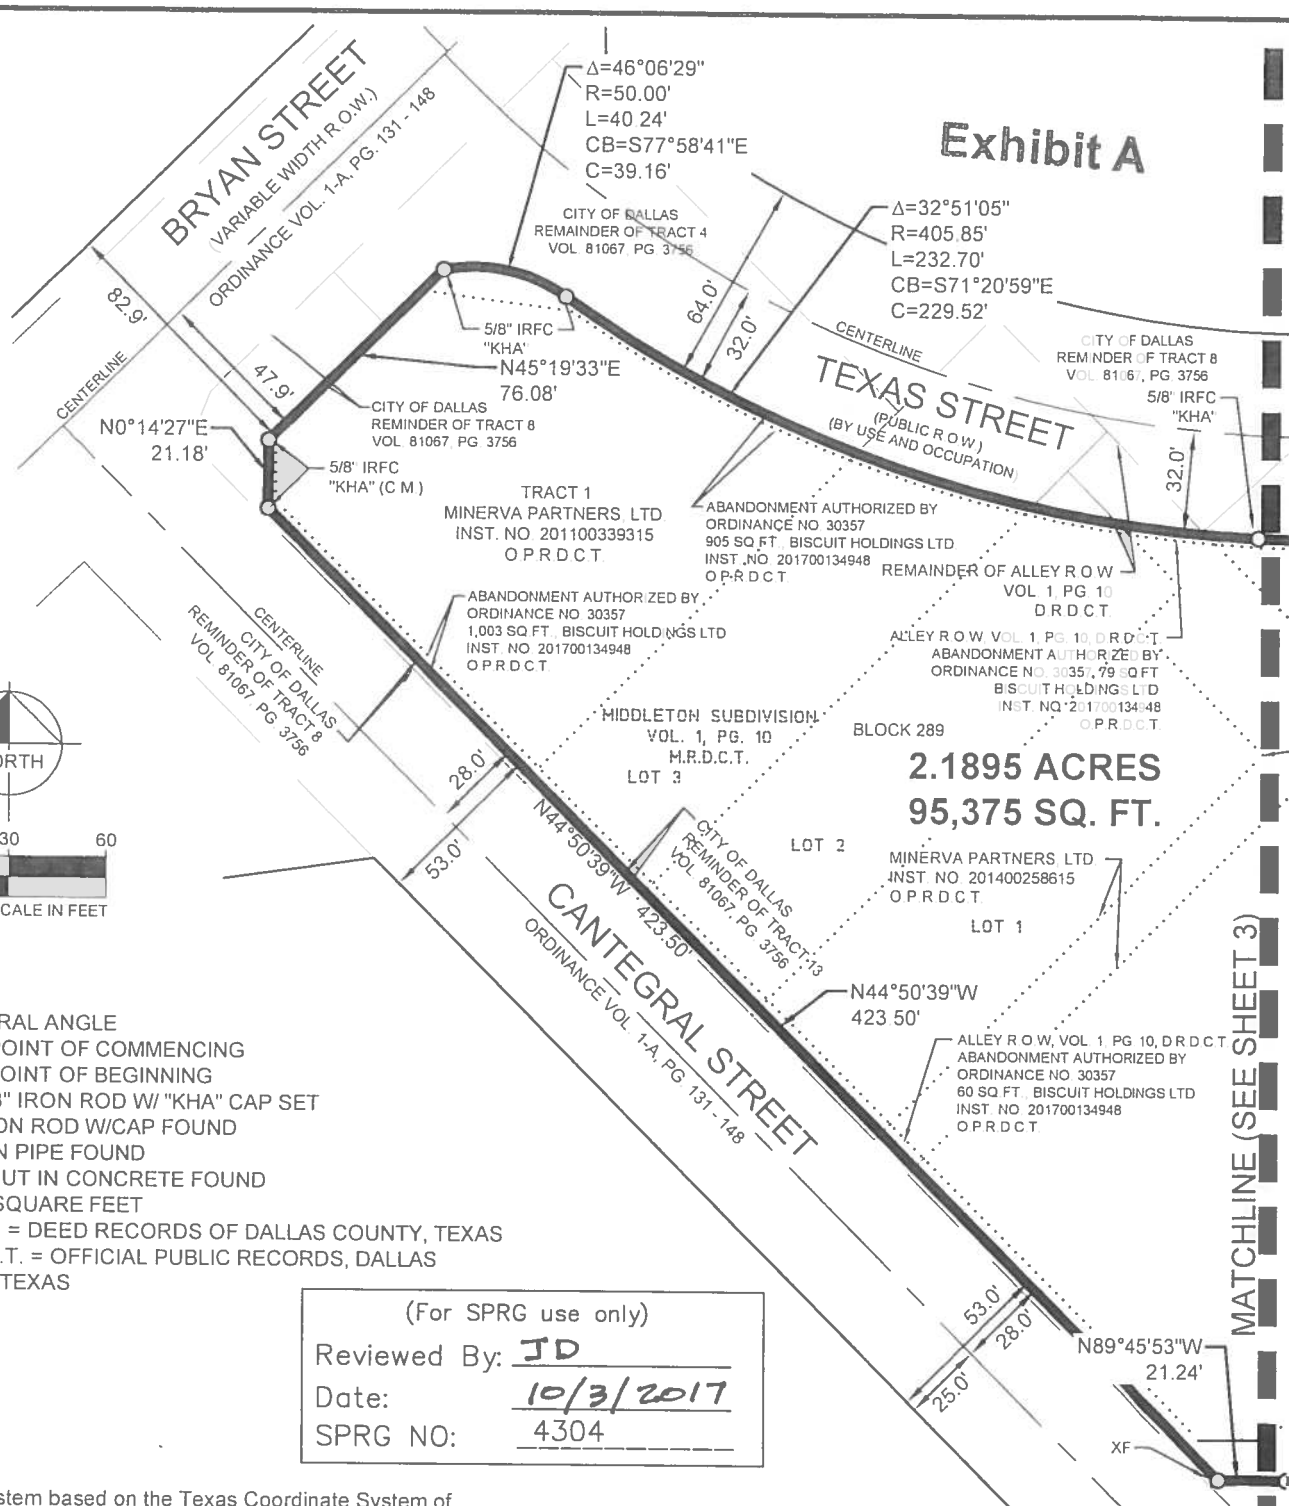 Exhibit A
BRYAN STREET
(VARIABLE WIDTH R.O.W.)
ORDINANCE VOL. 1-A, PG. 131 - 148
Δ=46°06'29"
R=50.00'
L=40.24'
CB=S77°58'41"E
C=39.16'
CITY OF DALLAS
REMAINDER OF TRACT 4
VOL. 81067, PG. 3756
Δ=32°51'05"
R=405.85'
L=232.70'
CB=S71°20'59"E
C=229.52'
64.0'
32.0'
CENTERLINE
TEXAS STREET
(PUBLIC R.O.W.)
(BY USE AND OCCUPATION)
CITY OF DALLAS
REMINDER OF TRACT 8
VOL. 81067, PG. 3756
5/8" IRFC
"KHA"
32.0'
82.9'
47.9'
CENTERLINE
5/8" IRFC
"KHA"
N45°19'33"E
76.08'
CITY OF DALLAS
REMINDER OF TRACT 8
VOL. 81067, PG. 3756
N0°14'27"E
21.18'
5/8" IRFC
"KHA" (C.M.)
TRACT 1
MINERVA PARTNERS, LTD.
INST. NO. 201100339315
O.P.R.D.C.T.
ABANDONMENT AUTHORIZED BY
ORDINANCE NO. 30357
905 SQ.FT., BISCUIT HOLDINGS LTD
INST. NO. 201700134948
O.P.R.D.C.T.
REMAINDER OF ALLEY R.O.W.
VOL. 1, PG. 10
D.R.D.C.T.
ABANDONMENT AUTHORIZED BY
ORDINANCE NO. 30357
1,003 SQ.FT., BISCUIT HOLDINGS LTD
INST. NO. 201700134948
O.P.R.D.C.T.
ALLEY R.O.W, VOL. 1, PG. 10, D.R.D.C.T.
ABANDONMENT AUTHORIZED BY
ORDINANCE NO. 30357, 79 SQ.FT
BISCUIT HOLDINGS LTD
INST. NO. 201700134948
O.P.R.D.C.T.
CENTERLINE
CITY OF DALLAS
REMINDER OF TRACT 8
VOL. 81067, PG. 3756
MIDDLETON SUBDIVISION
VOL. 1, PG. 10
M.R.D.C.T.
LOT 3
BLOCK 289
2.1895 ACRES
95,375 SQ. FT.
ORTH
30 60
CALE IN FEET
28.0'
53.0'
N44°50'39"W 423.50'
CITY OF DALLAS
REMINDER OF TRACT 13
VOL. 81067, PG. 3756
LOT 2
MINERVA PARTNERS, LTD
INST. NO. 201400258615
O.P.R.D.C.T.
LOT 1
CANTEGRAL STREET
ORDINANCE VOL. 1-A, PG. 131 - 148
N44°50'39"W
423.50'
ALLEY R.O.W, VOL. 1, PG. 10, D.R.D.C.T.
ABANDONMENT AUTHORIZED BY
ORDINANCE NO. 30357
60 SQ.FT., BISCUIT HOLDINGS LTD
INST. NO. 201700134948
O.P.R.D.C.T.
MATCHLINE (SEE SHEET 3)
RAL ANGLE
POINT OF COMMENCING
POINT OF BEGINNING
8" IRON ROD W/ "KHA" CAP SET
ON ROD W/CAP FOUND
N PIPE FOUND
UT IN CONCRETE FOUND
SQUARE FEET
= DEED RECORDS OF DALLAS COUNTY, TEXAS
.T. = OFFICIAL PUBLIC RECORDS, DALLAS
TEXAS
53.0'
28.0'
25.0'
N89°45'53"W
21.24'
XF
(For SPRG use only)
Reviewed By: JD
Date: 10/3/2017
SPRG NO: 4304
stem based on the Texas Coordinate System of